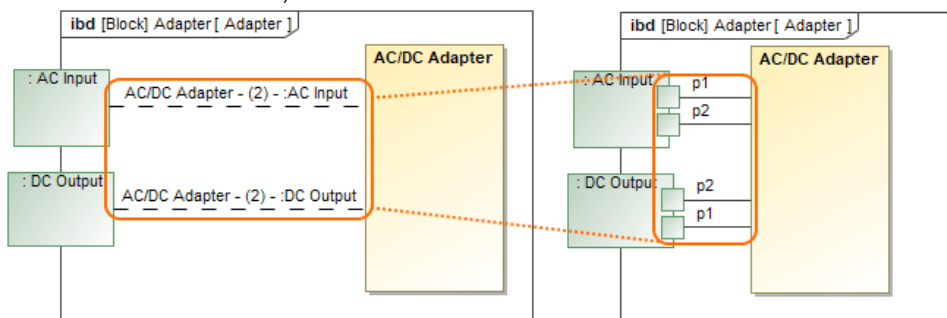 ibd [Block] Adapter [ Adapter ]
: AC Input
AC/DC Adapter - (2) - :AC Input
AC/DC Adapter
: DC Output
AC/DC Adapter - (2) - :DC Output
ibd [Block] Adapter [ Adapter ]
: AC Input
p1
p2
AC/DC Adapter
: DC Output
p2
p1